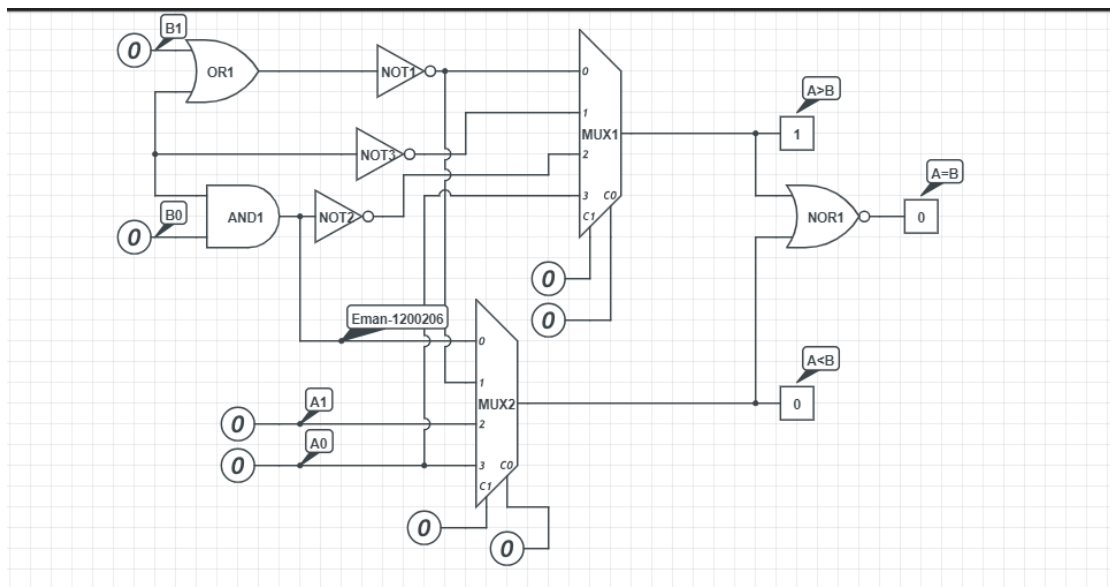 B1
0
OR1
NOT1
0
1
MUX1
2
3
C0
C1
A>B
1
NOT3
A=B
NOR1
0
AND1
NOT2
B0
0
0
0
Eman-1200206
0
1
MUX2
2
3
C0
C1
A<B
0
A1
0
A0
0
0
0